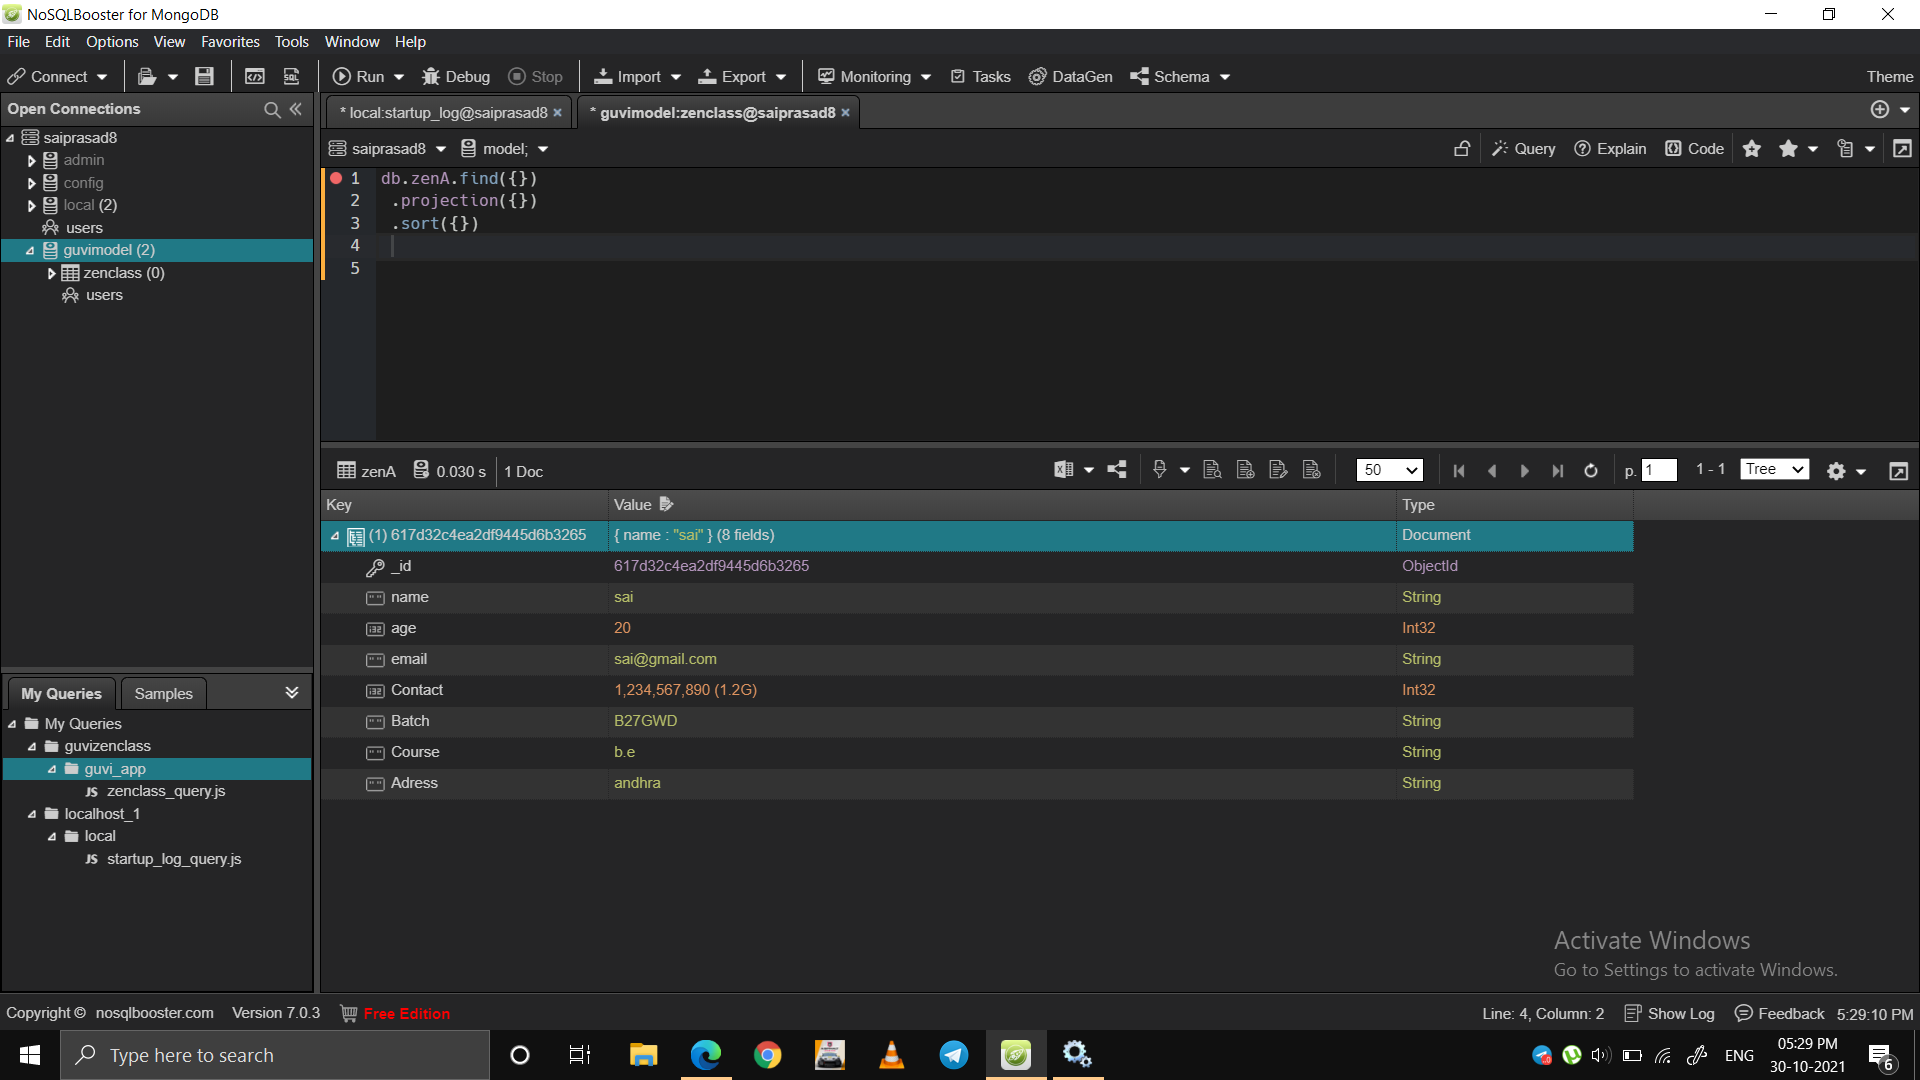 NoSQLBooster for MongoDB
File Edit Options View Favorites Tools Window Help
Connect Run Debug Stop Import Export Monitoring Tasks DataGen Schema Theme
Open Connections
* local:startup_log@saiprasad8 × * guvimodel:zenclass@saiprasad8 ×
saiprasad8 model; Query Explain Code
saiprasad8
admin
config
local (2)
users
guvimodel (2)
zenclass (0)
users
1 db.zenA.find({})
2 .projection({})
3 .sort({})
4
5
zenA 0.030 s 1 Doc 50 p. 1 1 - 1 Tree
Key Value Type
(1) 617d32c4ea2df9445d6b3265 { name : "sai" } (8 fields) Document
_id 617d32c4ea2df9445d6b3265 ObjectId
name sai String
i32 age 20 Int32
email sai@gmail.com String
i32 Contact 1,234,567,890 (1.2G) Int32
Batch B27GWD String
Course b.e String
Adress andhra String
My Queries Samples
My Queries
guvizenclass
guvi_app
JS zenclass_query.js
localhost_1
local
JS startup_log_query.js
Activate Windows
Go to Settings to activate Windows.
Copyright © nosqlbooster.com Version 7.0.3 Free Edition Line: 4, Column: 2 Show Log Feedback 5:29:10 PM
Type here to search ENG 05:29 PM
30-10-2021 6